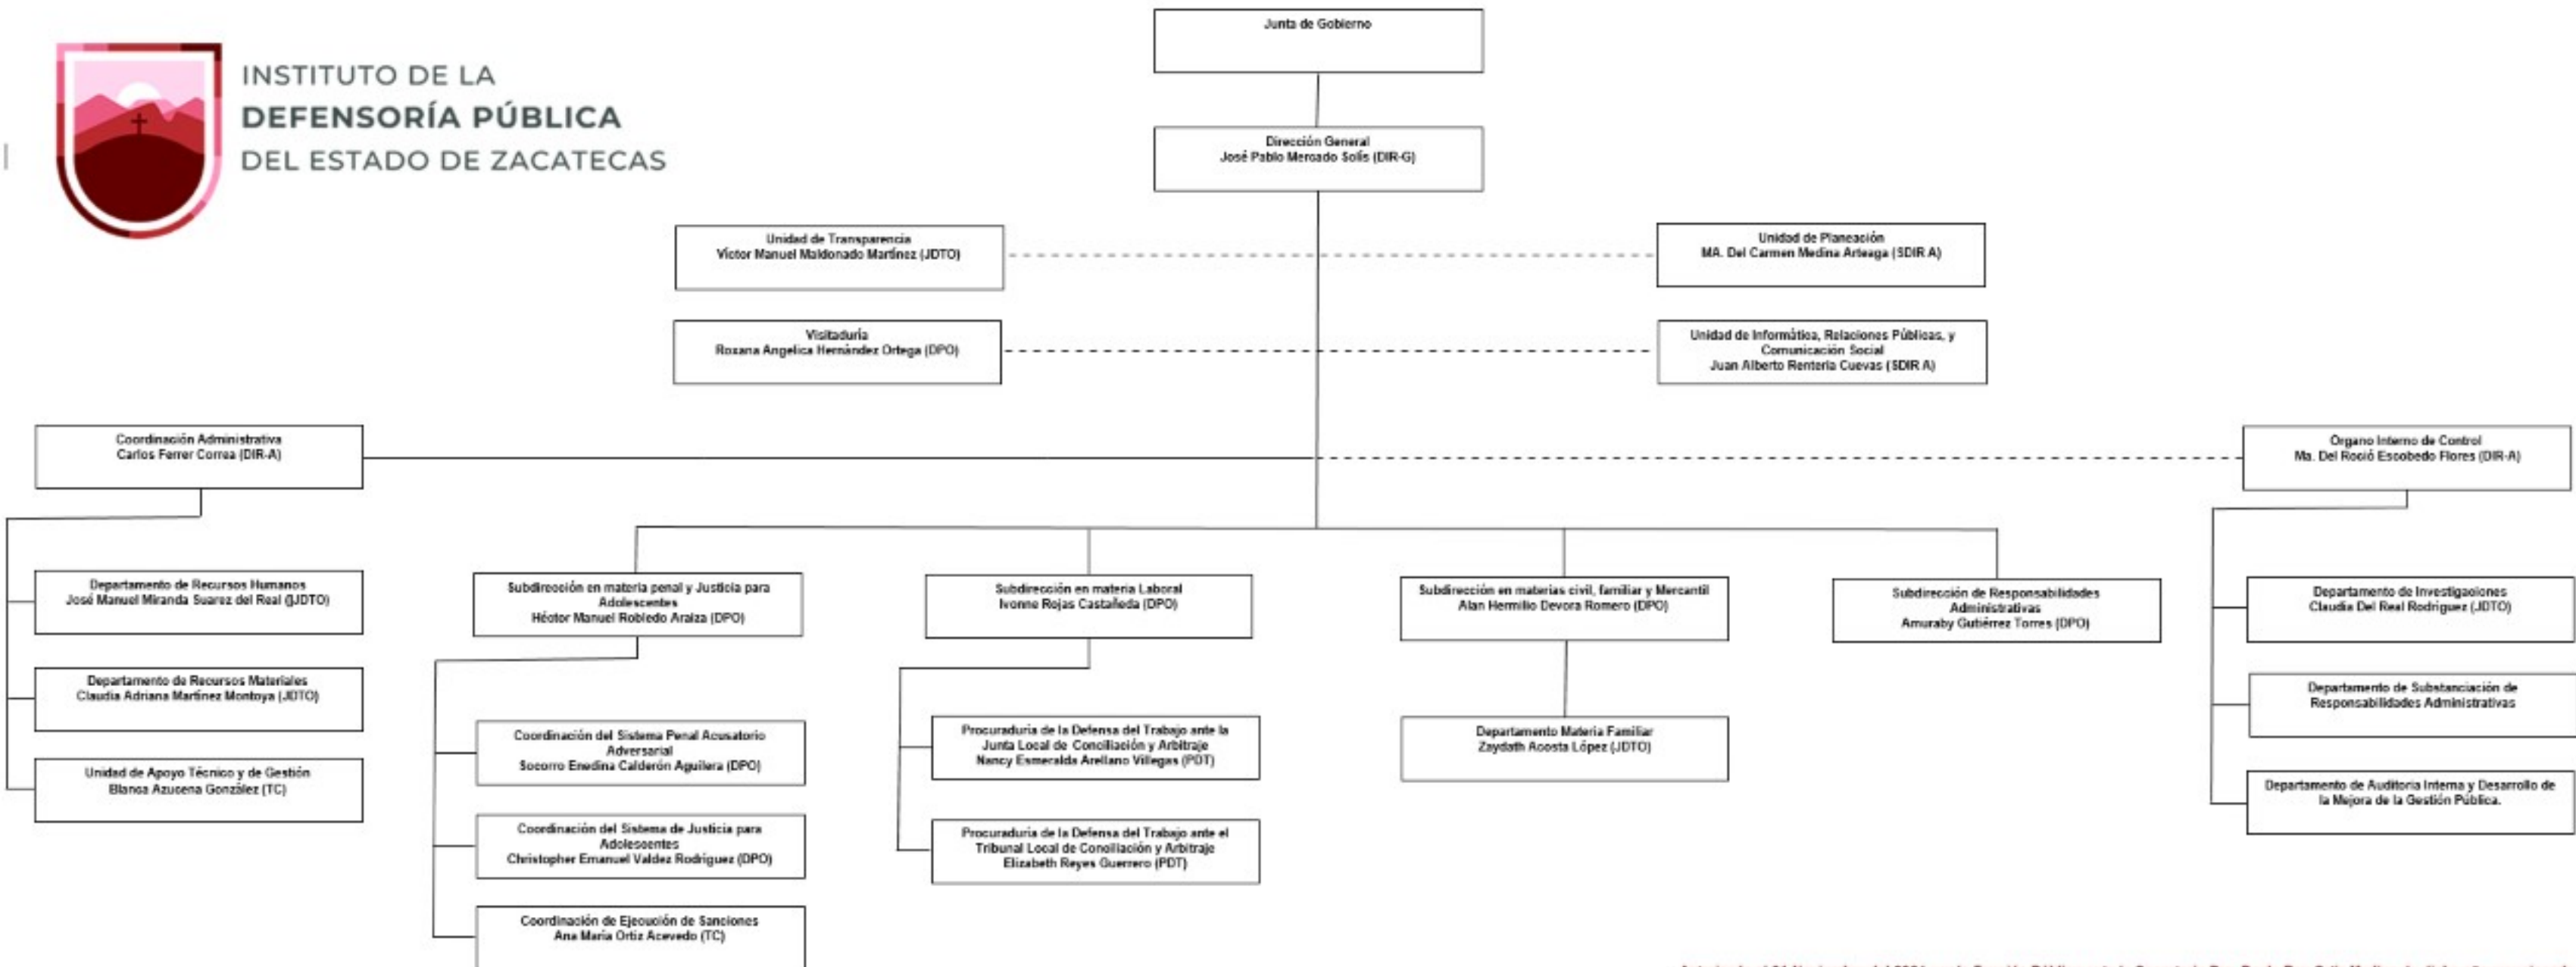 INSTITUTO DE LA
DEFENSORÍA PÚBLICA
DEL ESTADO DE ZACATECAS
Junta de Gobierno
Dirección General
José Pablo Mercado Solís (DIR-G)
Unidad de Transparencia
Víctor Manuel Maldonado Martínez (JDTO)
Unidad de Planeación
MA. Del Carmen Medina Arteaga (SDIR A)
Visitaduría
Roxana Angelica Hernández Ortega (DPO)
Unidad de Informática, Relaciones Públicas, y
Comunicación Social
Juan Alberto Rentería Cuevas (SDIR A)
Coordinación Administrativa
Carlos Ferrer Correa (DIR-A)
Organo Interno de Control
Ma. Del Roció Escobedo Flores (DIR-A)
Departamento de Recursos Humanos
José Manuel Miranda Suarez del Real (JJDTO)
Departamento de Recursos Materiales
Claudia Adriana Martínez Montoya (JDTO)
Unidad de Apoyo Técnico y de Gestión
Blanca Azucena González (TC)
Subdirección en materia penal y Justicia para
Adolescentes
Héctor Manuel Robledo Araiza (DPO)
Coordinación del Sistema Penal Acusatorio
Adversarial
Socorro Enedina Calderón Aguilera (DPO)
Coordinación del Sistema de Justicia para
Adolescentes
Christopher Emanuel Valdez Rodríguez (DPO)
Coordinación de Ejecución de Sanciones
Ana María Ortiz Acevedo (TC)
Subdirección en materia Laboral
Ivonne Rojas Castañeda (DPO)
Procuraduría de la Defensa del Trabajo ante la
Junta Local de Conciliación y Arbitraje
Nancy Esmeralda Arellano Villegas (PDT)
Procuraduría de la Defensa del Trabajo ante el
Tribunal Local de Conciliación y Arbitraje
Elizabeth Reyes Guerrero (PDT)
Subdirección en materias civil, familiar y Mercantil
Alan Hermilio Devora Romero (DPO)
Departamento Materia Familiar
Zaydath Acosta López (JDTO)
Subdirección de Responsabilidades
Administrativas
Amuraby Gutiérrez Torres (DPO)
Departamento de Investigaciones
Claudia Del Real Rodríguez (JDTO)
Departamento de Substanciación de
Responsabilidades Administrativas
Departamento de Auditoria Interna y Desarrollo de
la Mejora de la Gestión Pública.